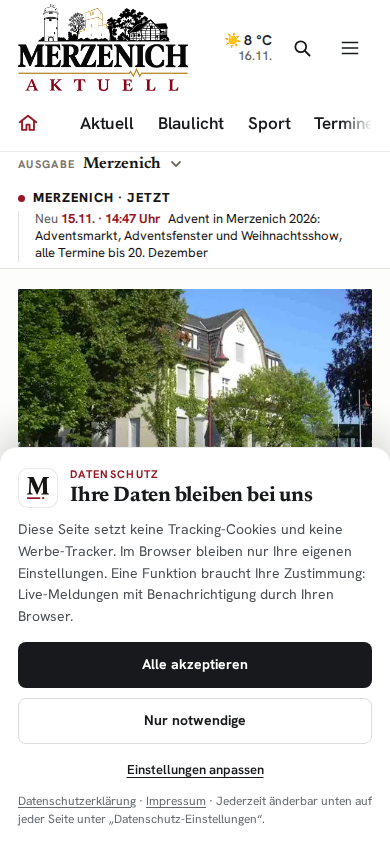 MERZENICH
AKTUELL
8 °C
16.11.
Aktuell Blaulicht Sport Termine
AUSGABE Merzenich
MERZENICH · JETZT
Neu 15.11. · 14:47 Uhr Advent in Merzenich 2026:
Adventsmarkt, Adventsfenster und Weihnachtsshow,
alle Termine bis 20. Dezember
M
DATENSCHUTZ
Ihre Daten bleiben bei uns
Diese Seite setzt keine Tracking-Cookies und keine
Werbe-Tracker. Im Browser bleiben nur Ihre eigenen
Einstellungen. Eine Funktion braucht Ihre Zustimmung:
Live-Meldungen mit Benachrichtigung durch Ihren
Browser.
Alle akzeptieren
Nur notwendige
Einstellungen anpassen
Datenschutzerklärung · Impressum · Jederzeit änderbar unten auf
jeder Seite unter „Datenschutz-Einstellungen“.